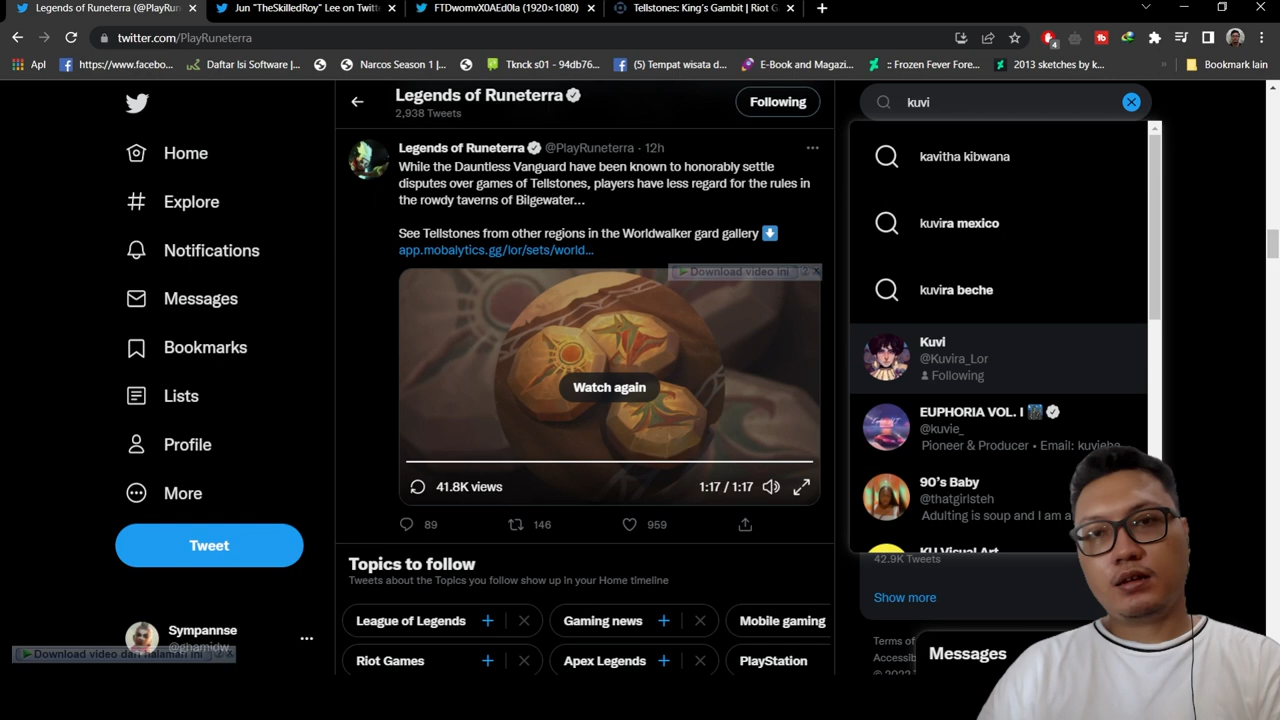 Legends of Runeterra (@PlayRun
Jun "TheSkilledRoy" Lee on Twitt
FTDwomvX0AEd0Ia (1920×1080)
Tellstones: King's Gambit | Riot G
twitter.com/PlayRuneterra
4
Apl
https://www.facebo...
Daftar Isi Software |...
Narcos Season 1 |...
Tknck s01 - 94db76...
(5) Tempat wisata d...
E-Book and Magazi...
:: Frozen Fever Fore...
2013 sketches by k...
»
Bookmark lain
Home
Explore
Notifications
Messages
Bookmarks
Lists
Profile
More
Tweet
Sympannse
@ghamidw
Download video dari halaman ini
Legends of Runeterra
2,938 Tweets
Following
Legends of Runeterra @PlayRuneterra · 12h
While the Dauntless Vanguard have been known to honorably settle
disputes over games of Tellstones, players have less regard for the rules in
the rowdy taverns of Bilgewater...
See Tellstones from other regions in the Worldwalker gard gallery
app.mobalytics.gg/lor/sets/world...
Download video ini
Watch again
41.8K views
1:17 / 1:17
89
146
959
Topics to follow
Tweets about the Topics you follow show up in your Home timeline
League of Legends
Gaming news
Mobile gaming
Riot Games
Apex Legends
PlayStation
kuvi
kavitha kibwana
kuvira mexico
kuvira beche
Kuvi
@Kuvira_Lor
Following
EUPHORIA VOL. I
@kuvie_
Pioneer & Producer • Email: kuvieba
90's Baby
@thatgirlsteh
Adulting is soup and I am a
KU Visual Art
42.9K Tweets
Show more
Terms of
Accessib
Messages